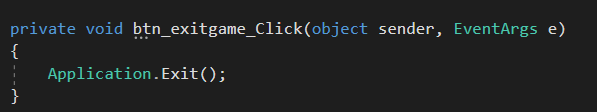 private void btn_exitgame_Click(object sender, EventArgs e)
{
Application.Exit();
}